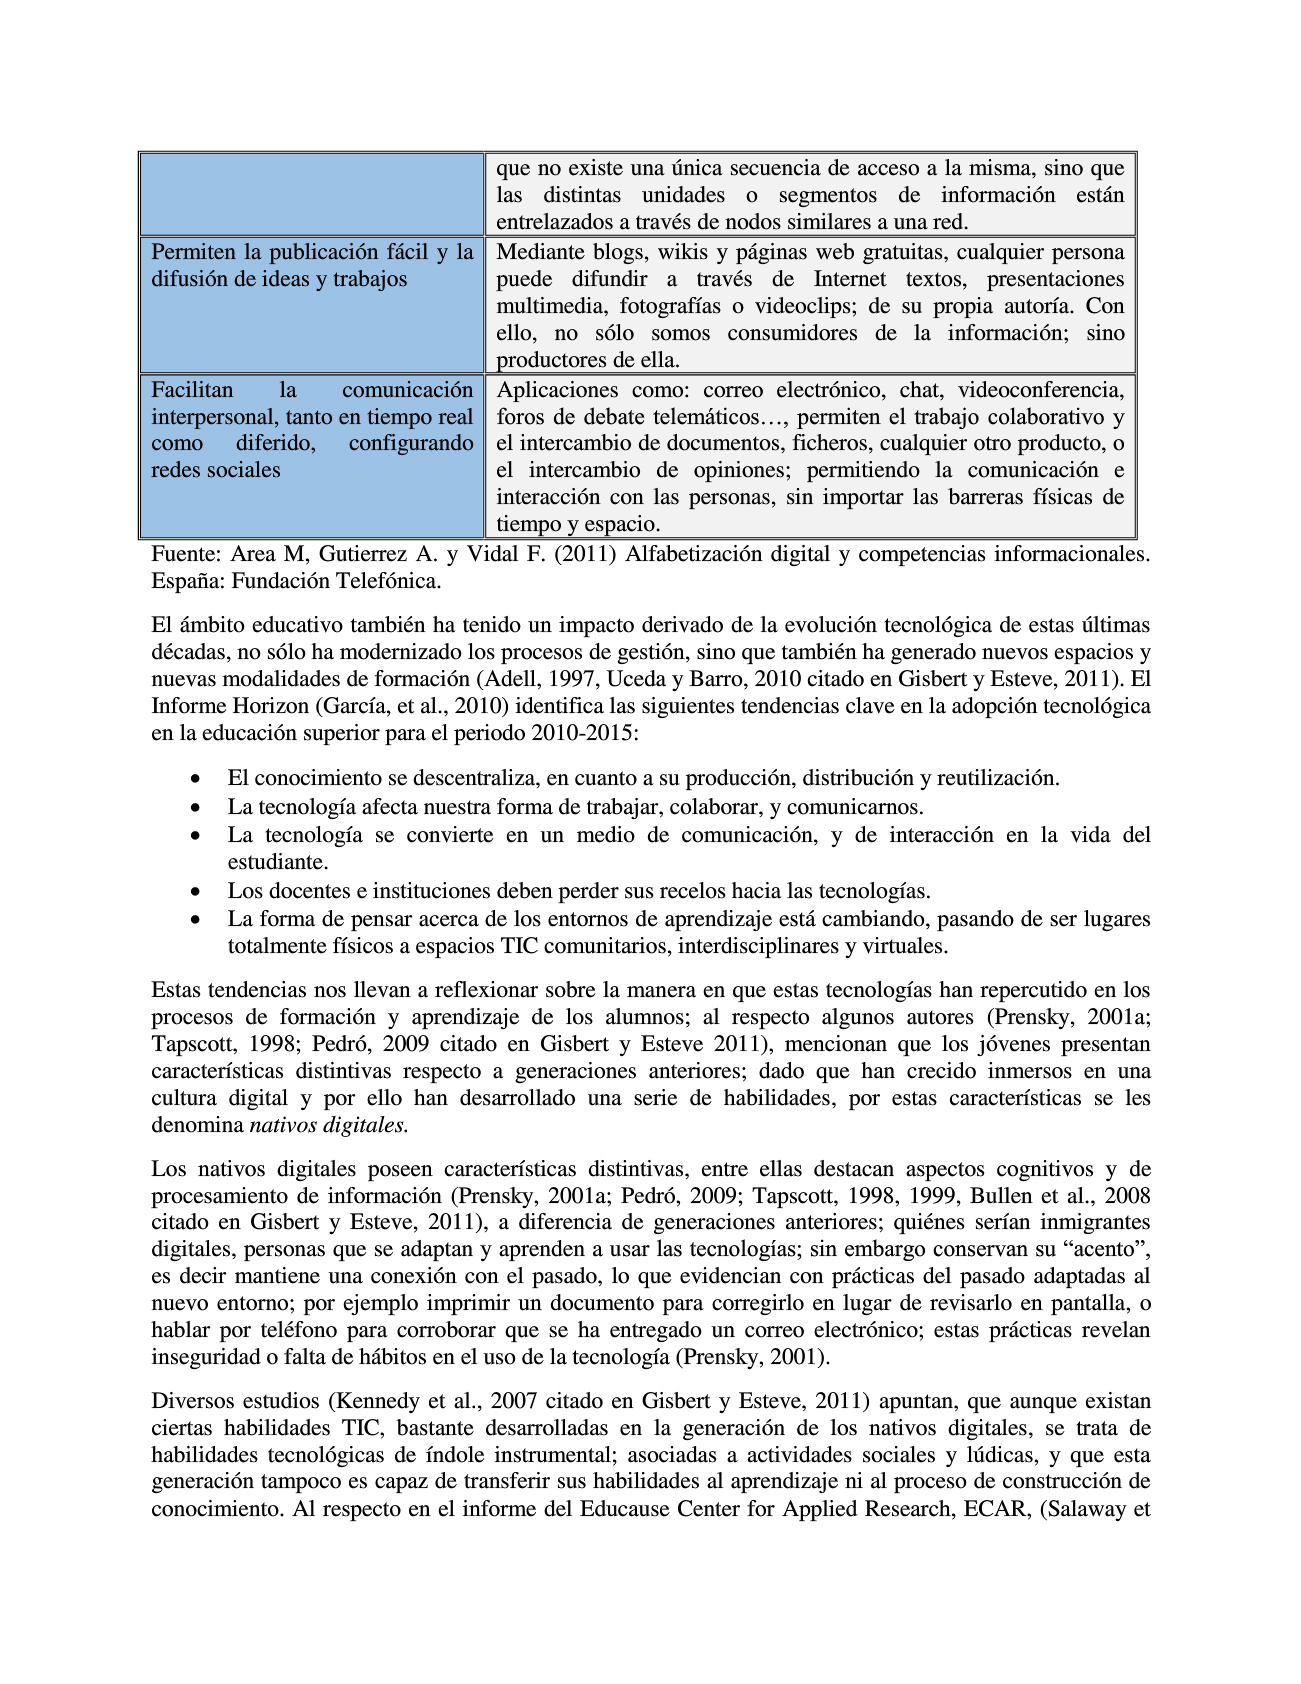 que no existe una única secuencia de acceso a la misma, sino que
las distintas unidades o segmentos de información están
entrelazados a través de nodos similares a una red.
Permiten la publicación fácil y la
difusión de ideas y trabajos
Mediante blogs, wikis y páginas web gratuitas, cualquier persona
puede difundir a través de Internet textos, presentaciones
multimedia, fotografías o videoclips; de su propia autoría. Con
ello, no sólo somos consumidores de la información; sino
productores de ella.
Facilitan la comunicación
interpersonal, tanto en tiempo real
como diferido, configurando
redes sociales
Aplicaciones como: correo electrónico, chat, videoconferencia,
foros de debate telemáticos…, permiten el trabajo colaborativo y
el intercambio de documentos, ficheros, cualquier otro producto, o
el intercambio de opiniones; permitiendo la comunicación e
interacción con las personas, sin importar las barreras físicas de
tiempo y espacio.
Fuente: Area M, Gutierrez A. y Vidal F. (2011) Alfabetización digital y competencias informacionales.
España: Fundación Telefónica.
El ámbito educativo también ha tenido un impacto derivado de la evolución tecnológica de estas últimas
décadas, no sólo ha modernizado los procesos de gestión, sino que también ha generado nuevos espacios y
nuevas modalidades de formación (Adell, 1997, Uceda y Barro, 2010 citado en Gisbert y Esteve, 2011). El
Informe Horizon (García, et al., 2010) identifica las siguientes tendencias clave en la adopción tecnológica
en la educación superior para el periodo 2010-2015:
• El conocimiento se descentraliza, en cuanto a su producción, distribución y reutilización.
• La tecnología afecta nuestra forma de trabajar, colaborar, y comunicarnos.
• La tecnología se convierte en un medio de comunicación, y de interacción en la vida del
estudiante.
• Los docentes e instituciones deben perder sus recelos hacia las tecnologías.
• La forma de pensar acerca de los entornos de aprendizaje está cambiando, pasando de ser lugares
totalmente físicos a espacios TIC comunitarios, interdisciplinares y virtuales.
Estas tendencias nos llevan a reflexionar sobre la manera en que estas tecnologías han repercutido en los
procesos de formación y aprendizaje de los alumnos; al respecto algunos autores (Prensky, 2001a;
Tapscott, 1998; Pedró, 2009 citado en Gisbert y Esteve 2011), mencionan que los jóvenes presentan
características distintivas respecto a generaciones anteriores; dado que han crecido inmersos en una
cultura digital y por ello han desarrollado una serie de habilidades, por estas características se les
denomina nativos digitales.
Los nativos digitales poseen características distintivas, entre ellas destacan aspectos cognitivos y de
procesamiento de información (Prensky, 2001a; Pedró, 2009; Tapscott, 1998, 1999, Bullen et al., 2008
citado en Gisbert y Esteve, 2011), a diferencia de generaciones anteriores; quiénes serían inmigrantes
digitales, personas que se adaptan y aprenden a usar las tecnologías; sin embargo conservan su “acento”,
es decir mantiene una conexión con el pasado, lo que evidencian con prácticas del pasado adaptadas al
nuevo entorno; por ejemplo imprimir un documento para corregirlo en lugar de revisarlo en pantalla, o
hablar por teléfono para corroborar que se ha entregado un correo electrónico; estas prácticas revelan
inseguridad o falta de hábitos en el uso de la tecnología (Prensky, 2001).
Diversos estudios (Kennedy et al., 2007 citado en Gisbert y Esteve, 2011) apuntan, que aunque existan
ciertas habilidades TIC, bastante desarrolladas en la generación de los nativos digitales, se trata de
habilidades tecnológicas de índole instrumental; asociadas a actividades sociales y lúdicas, y que esta
generación tampoco es capaz de transferir sus habilidades al aprendizaje ni al proceso de construcción de
conocimiento. Al respecto en el informe del Educause Center for Applied Research, ECAR, (Salaway et